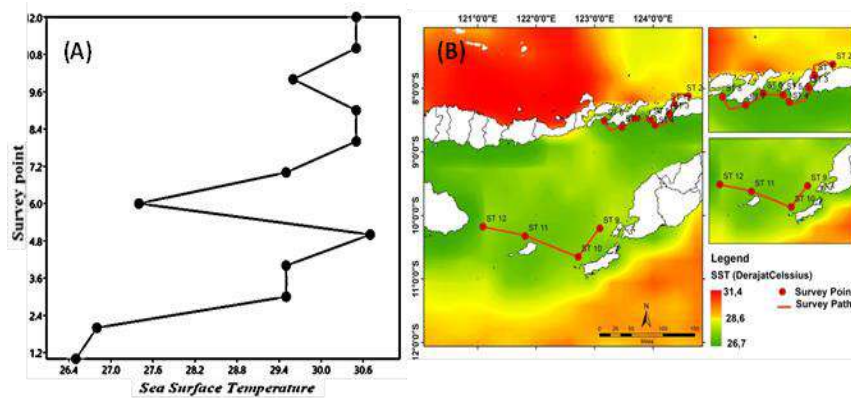 (A)
12.0
10.8
9.6
8.4
7.2
6.0
4.8
3.6
2.4
1.2
Survey point
26.4 27.0 27.6 28.2 28.8 29.4 30.0 30.6
Sea Surface Temperature
(B)
121°0'0"E 122°0'0"E 123°0'0"E 124°0'0"E
8°0'0"S
9°0'0"S
10°0'0"S
11°0'0"S
12°0'0"S
ST 2
ST 12
ST 11
ST 10
ST 9
N
Miles
ST 2
ST 12
ST 11
ST 10
ST 9
Legend
SST (DerajatCelssius)
31,4
28,6
26,7
Survey Poin
Survey Path